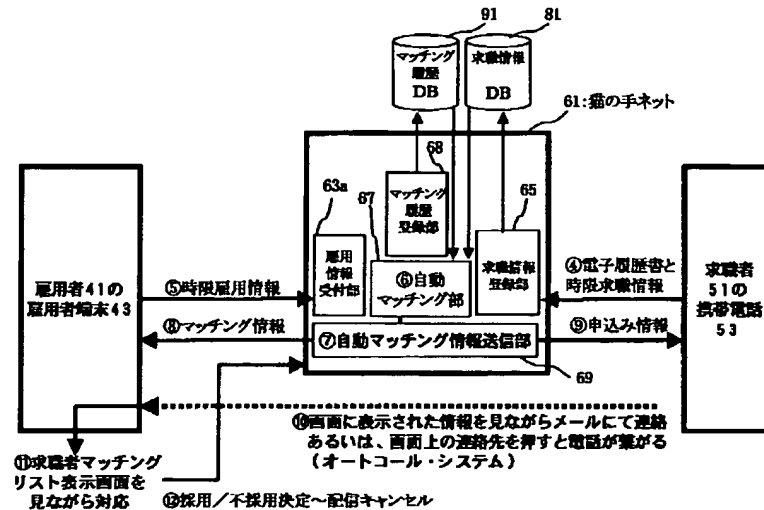 91
81
マッチング
履歴
DB
求職情報
DB
61:猫の手ネット
68
63a
67
65
マッチング
履歴
登録部
雇用
情報
受付部
⑥自動
マッチング部
求職情報
登録部
雇用者41の
雇用者端末43
⑤時限雇用情報
④電子履歴書と
時限求職情報
求職者
51の
携帯電話
53
⑧マッチング情報
⑦自動マッチング情報送信部
⑨申込み情報
69
⑩画面に表示された情報を見ながらメールにて連絡
あるいは、画面上の連絡先を押すと電話が繋がる
(オートコール・システム)
⑪求職者マッチング
リスト表示画面を
見ながら対応
⑫採用/不採用決定~配信キャンセル